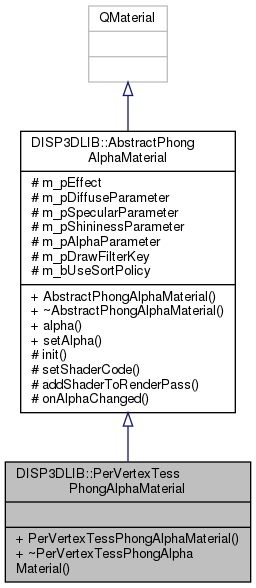 QMaterial
DISP3DLIB::AbstractPhong
AlphaMaterial
# m_pEffect
# m_pDiffuseParameter
# m_pSpecularParameter
# m_pShininessParameter
# m_pAlphaParameter
# m_pDrawFilterKey
# m_bUseSortPolicy
+ AbstractPhongAlphaMaterial()
+ ~AbstractPhongAlphaMaterial()
+ alpha()
+ setAlpha()
# init()
# setShaderCode()
# addShaderToRenderPass()
# onAlphaChanged()
DISP3DLIB::PerVertexTess
PhongAlphaMaterial
+ PerVertexTessPhongAlphaMaterial()
+ ~PerVertexTessPhongAlpha
Material()